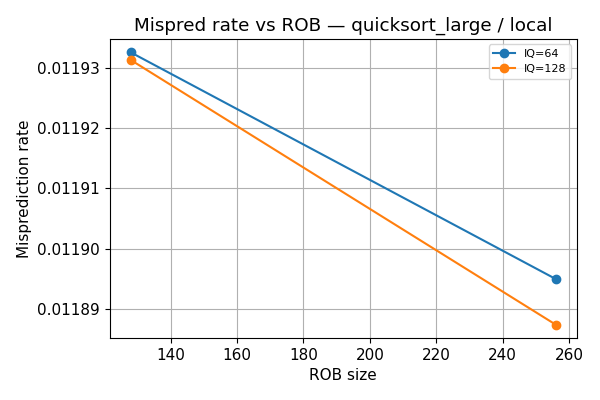 Mispred rate vs ROB — quicksort_large / local
IQ=64
IQ=128
Misprediction rate
0.01193
0.01192
0.01191
0.01190
0.01189
140 160 180 200 220 240 260
ROB size